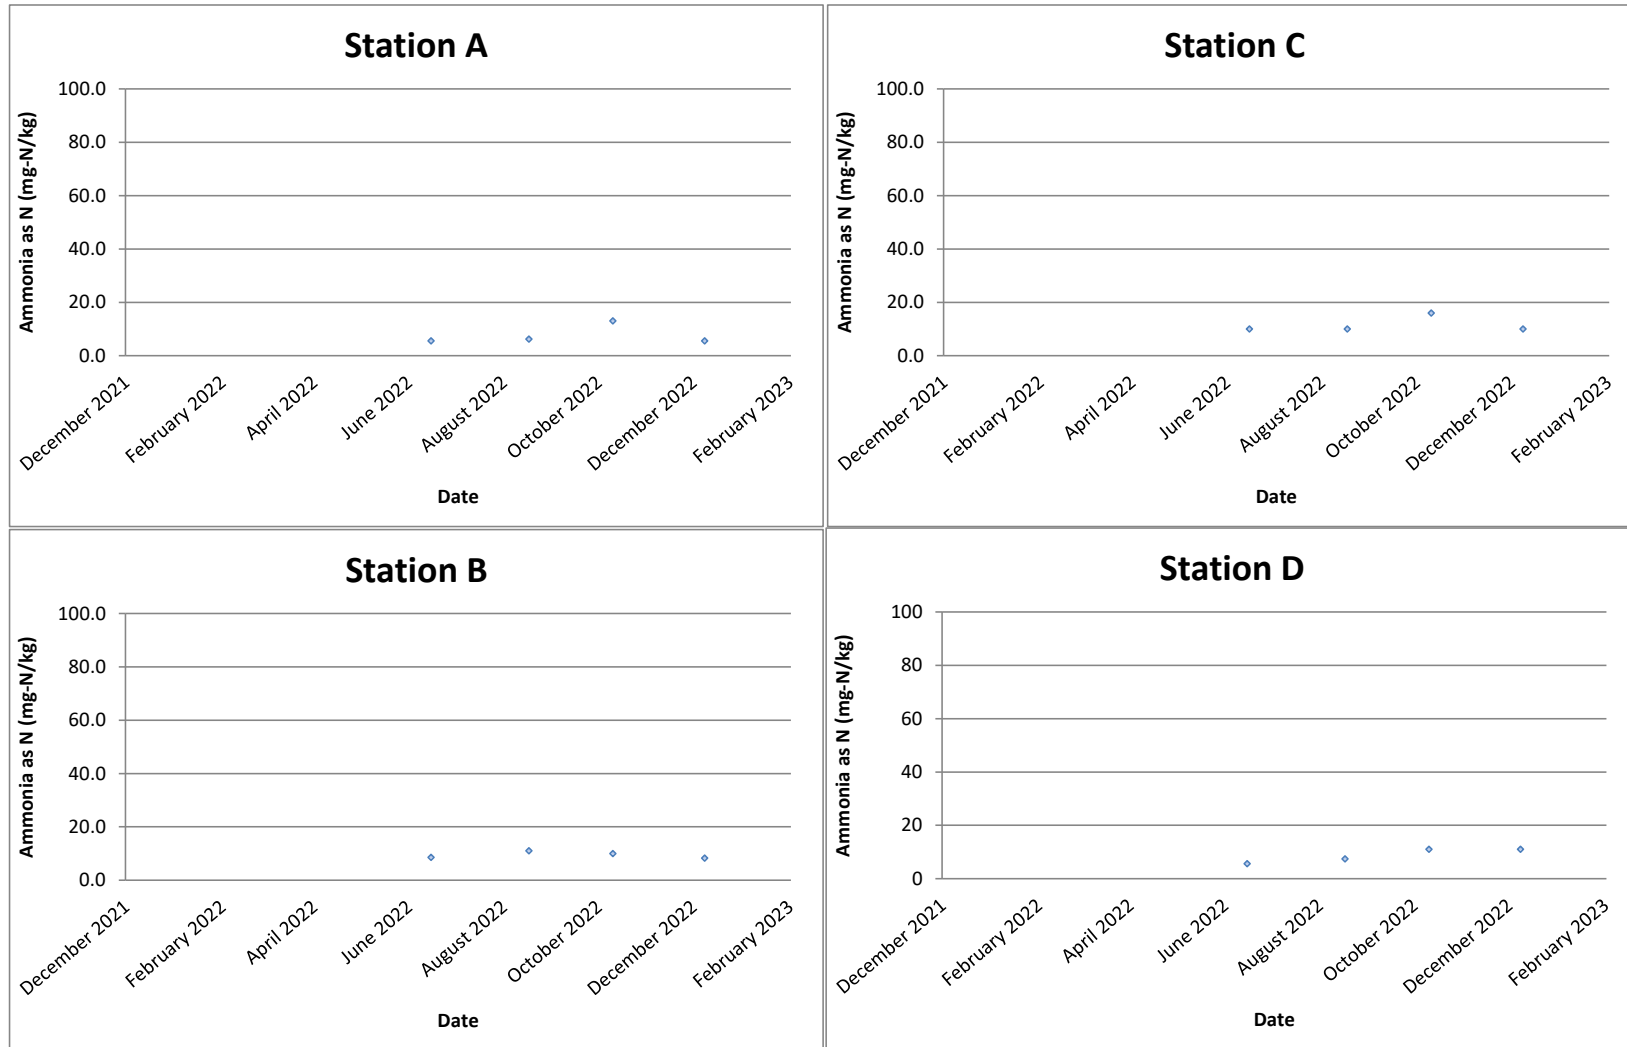 Station A
Ammonia as N (mg-N/kg)
100.0
80.0
60.0
40.0
20.0
0.0
December 2021
February 2022
April 2022
June 2022
August 2022
October 2022
December 2022
February 2023
Date
Station C
Ammonia as N (mg-N/kg)
100.0
80.0
60.0
40.0
20.0
0.0
December 2021
February 2022
April 2022
June 2022
August 2022
October 2022
December 2022
February 2023
Date
Station B
Ammonia as N (mg-N/kg)
100.0
80.0
60.0
40.0
20.0
0.0
December 2021
February 2022
April 2022
June 2022
August 2022
October 2022
December 2022
February 2023
Date
Station D
Ammonia as N (mg-N/kg)
100
80
60
40
20
0
December 2021
February 2022
April 2022
June 2022
August 2022
October 2022
December 2022
February 2023
Date